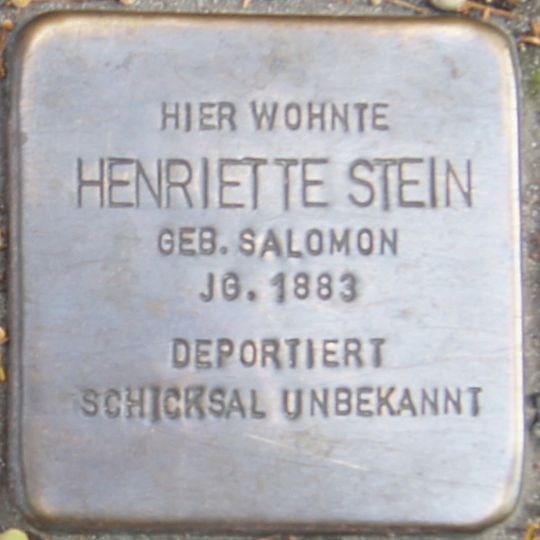 HIER WOHNTE
HENRIETTE STEIN
GEB. SALOMON
JG. 1883
DEPORTIERT
SCHICKSAL UNBEKANNT